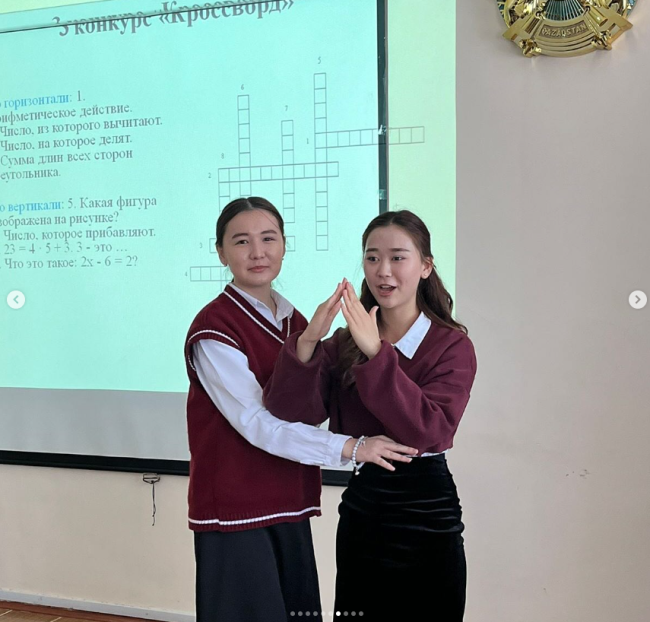 3 конкурс «Кроссворд»
горизонтали: 1.
ифметическое действие.
Число, из которого вычитают.
Число, на которое делят.
Сумма длин всех сторон
еугольника.
вертикали: 5. Какая фигура
ображена на рисунке?
Число, которое прибавляют.
23 = 4 · 5 + 3. 3 - это ...
Что это такое: 2x - 6 = 2?
5
6
7
1
2
3
4
QAZAQSTAN